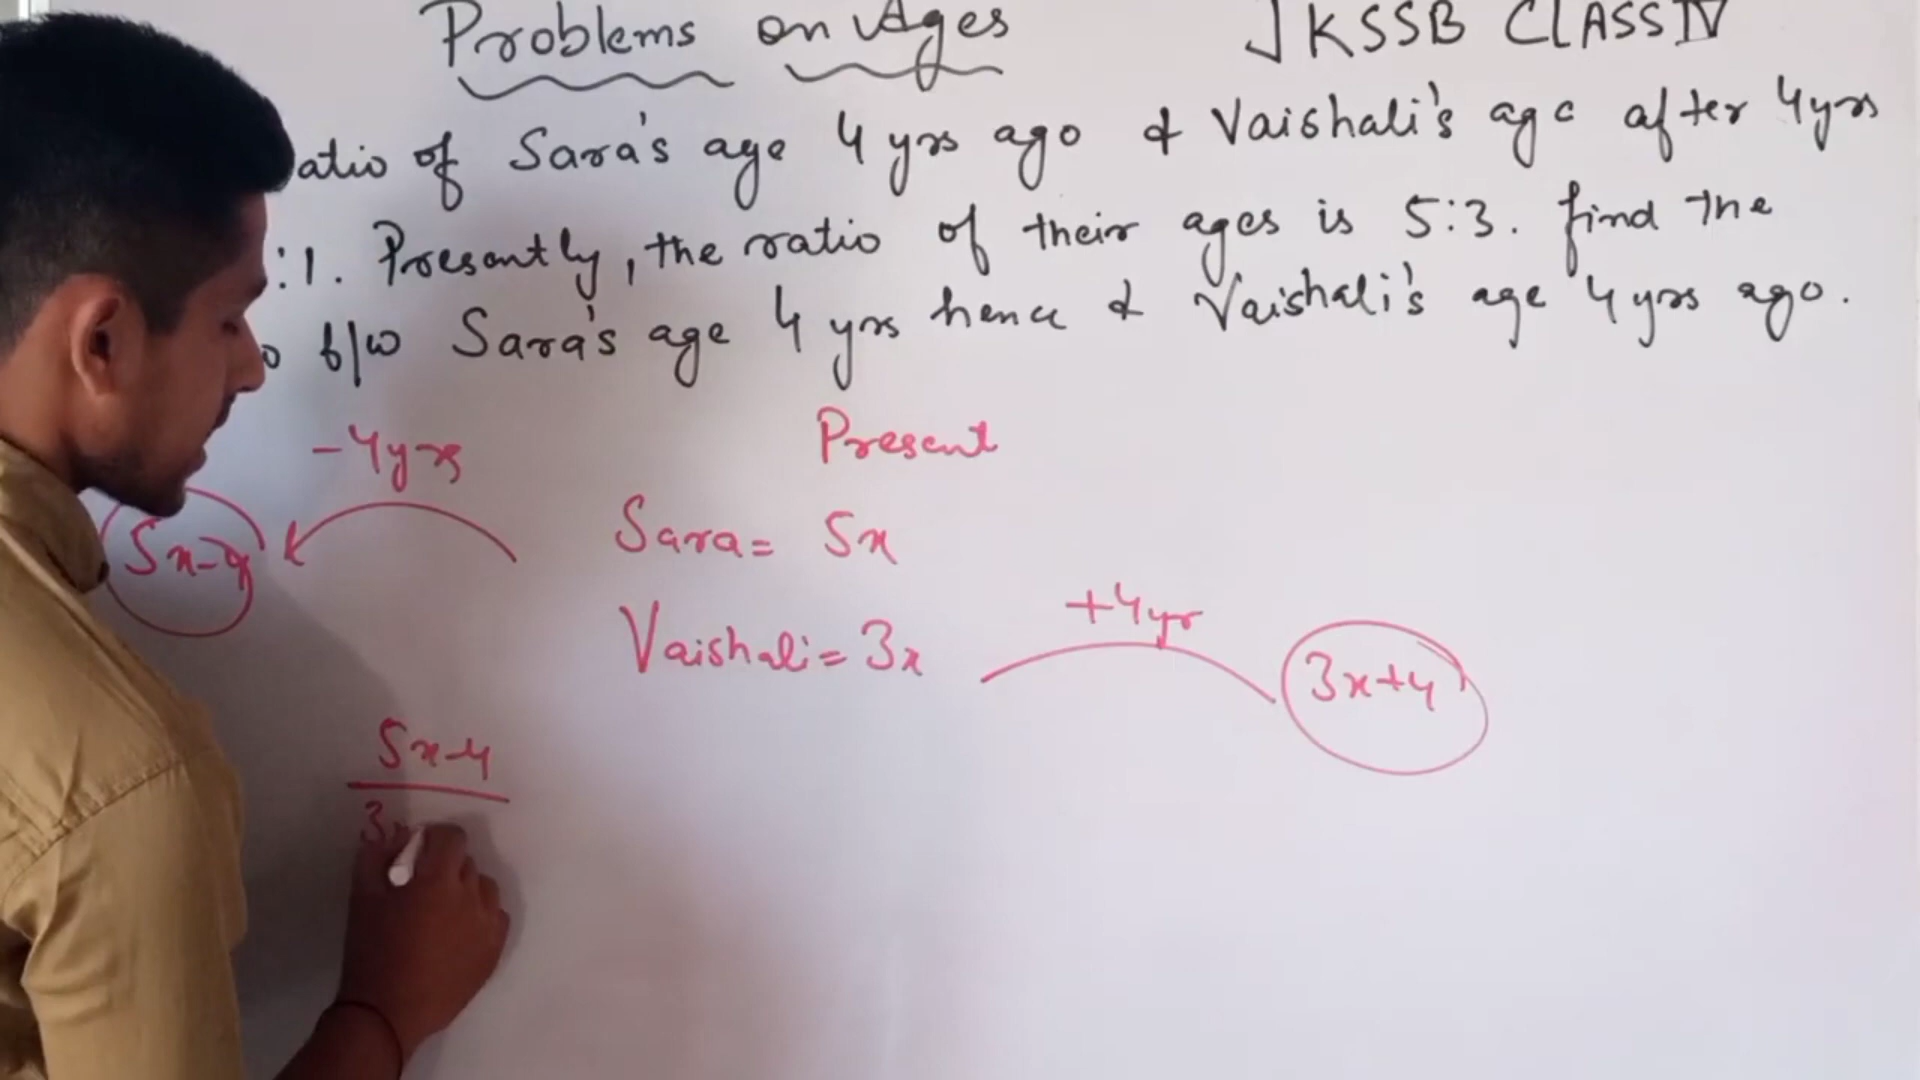 Problems on Ages JKSSB CLASS IV
atio of Sara's age 4 yrs ago & Vaishali's age after 4yrs
:1. Presently, the ratio of their ages is 5:3. find the
o b/w Sara's age 4 yrs hence & Vaishali's age 4 yrs ago.
-4yrs Present
5x-4 Sara= 5x
+4yr
Vaishali= 3x 3x+4
5x-4
3x